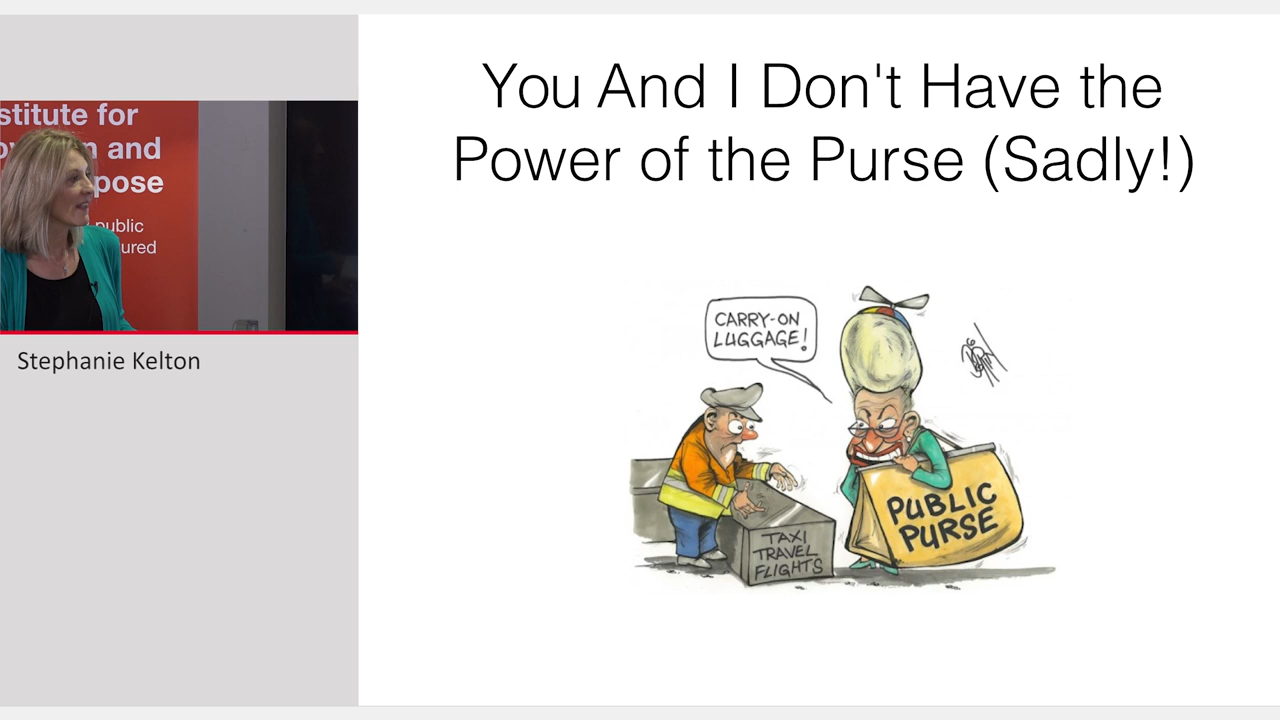 stitute for
n and
pose
public
ured
Stephanie Kelton
You And I Don't Have the
Power of the Purse (Sadly!)
CARRY-ON
LUGGAGE!
TAXI
TRAVEL
FLIGHTS
PUBLIC
PURSE